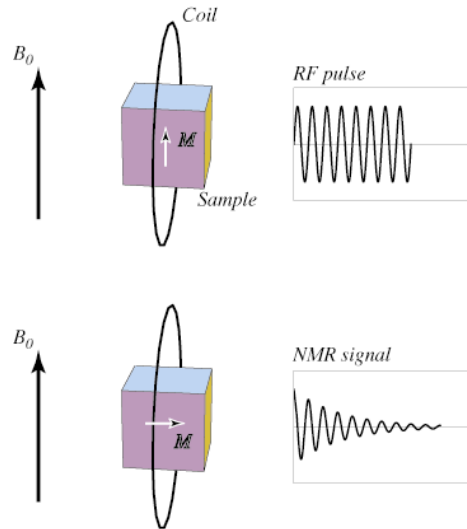 Coil
B₀
RF pulse
M
Sample
B₀
NMR signal
M